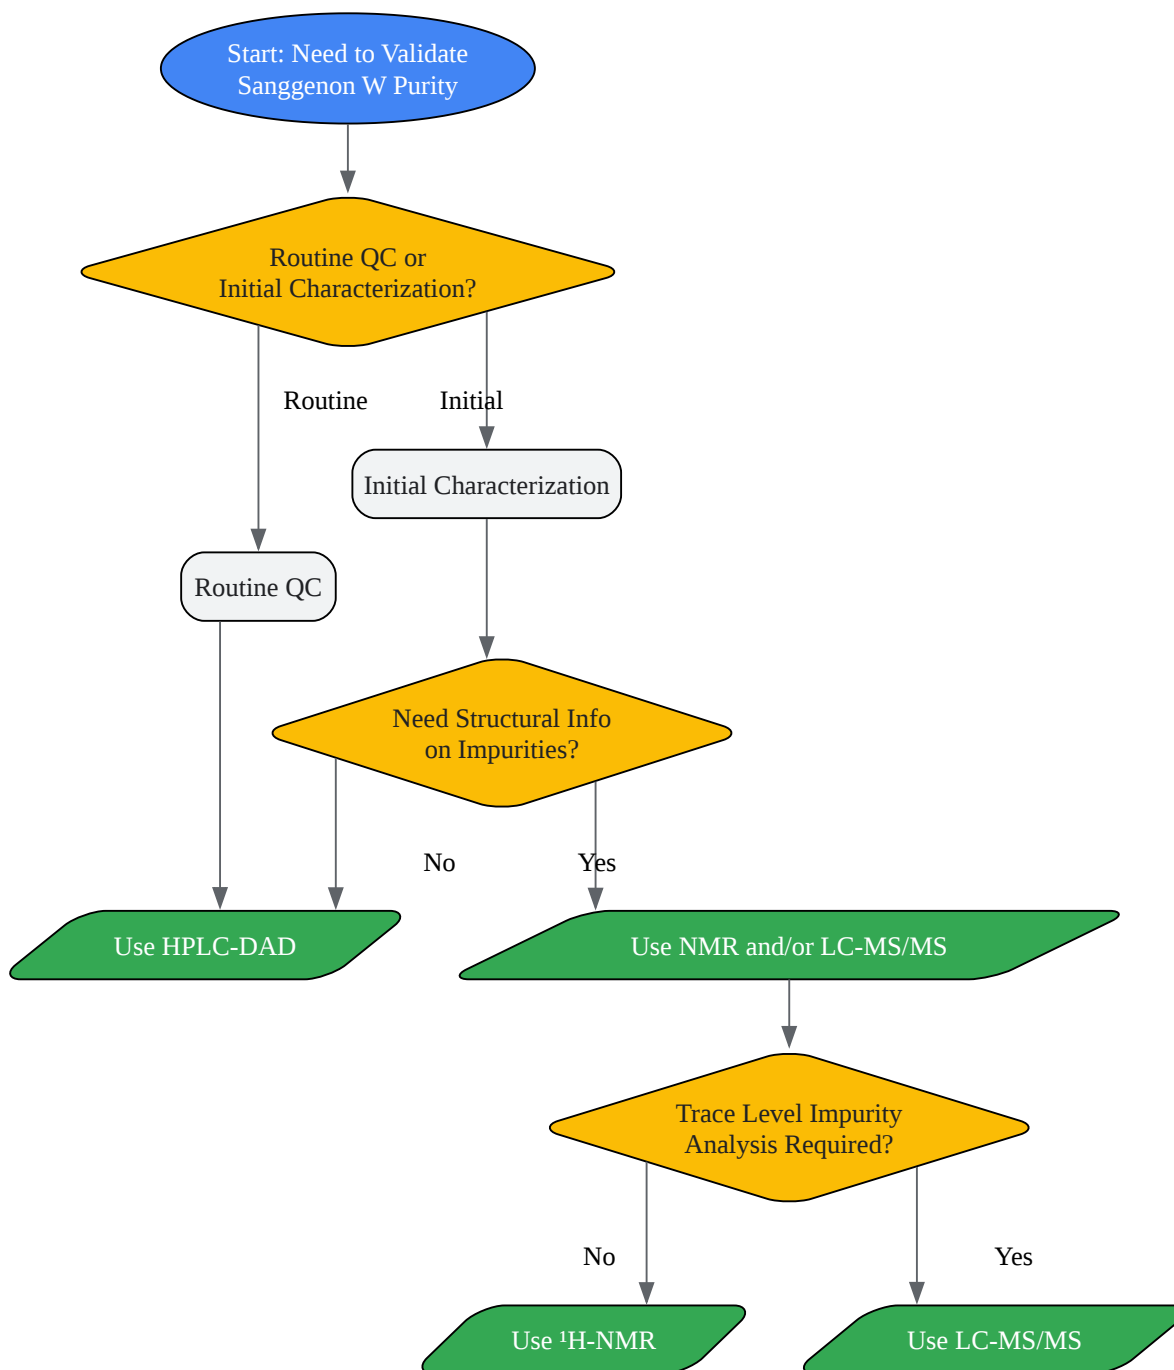 Start: Need to Validate
Sanggenon W Purity
Routine QC or
Initial Characterization?
Routine
Initial
Initial Characterization
Routine QC
Need Structural Info
on Impurities?
No
Yes
Use HPLC-DAD
Use NMR and/or LC-MS/MS
Trace Level Impurity
Analysis Required?
No
Yes
Use ¹H-NMR
Use LC-MS/MS